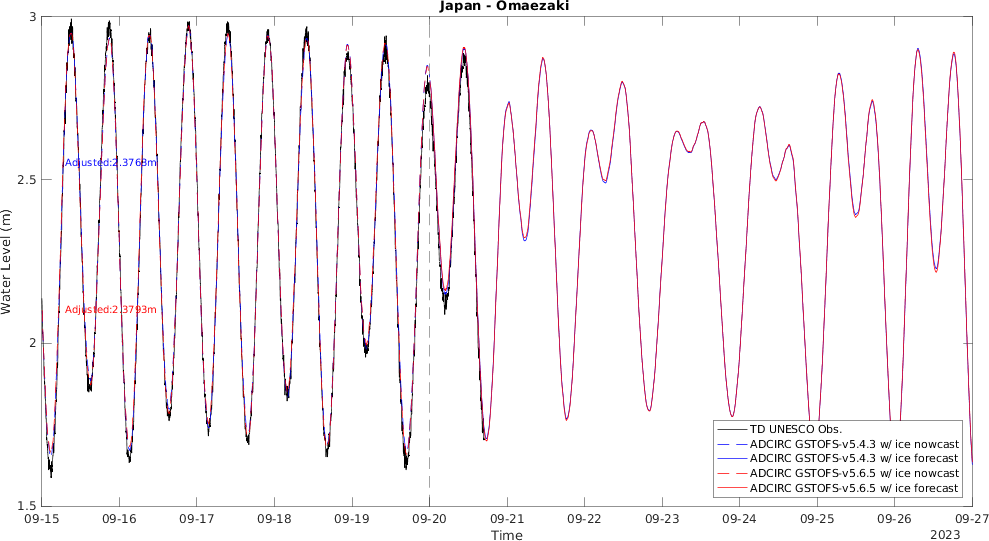 Japan - Omaezaki
3
2.5
2
1.5
Water Level (m)
Adjusted:2.3763m
Adjusted:2.3793m
TD UNESCO Obs.
ADCIRC GSTOFS-v5.4.3 w/ ice nowcast
ADCIRC GSTOFS-v5.4.3 w/ ice forecast
ADCIRC GSTOFS-v5.6.5 w/ ice nowcast
ADCIRC GSTOFS-v5.6.5 w/ ice forecast
09-15 09-16 09-17 09-18 09-19 09-20 09-21 09-22 09-23 09-24 09-25 09-26 09-27
Time
2023